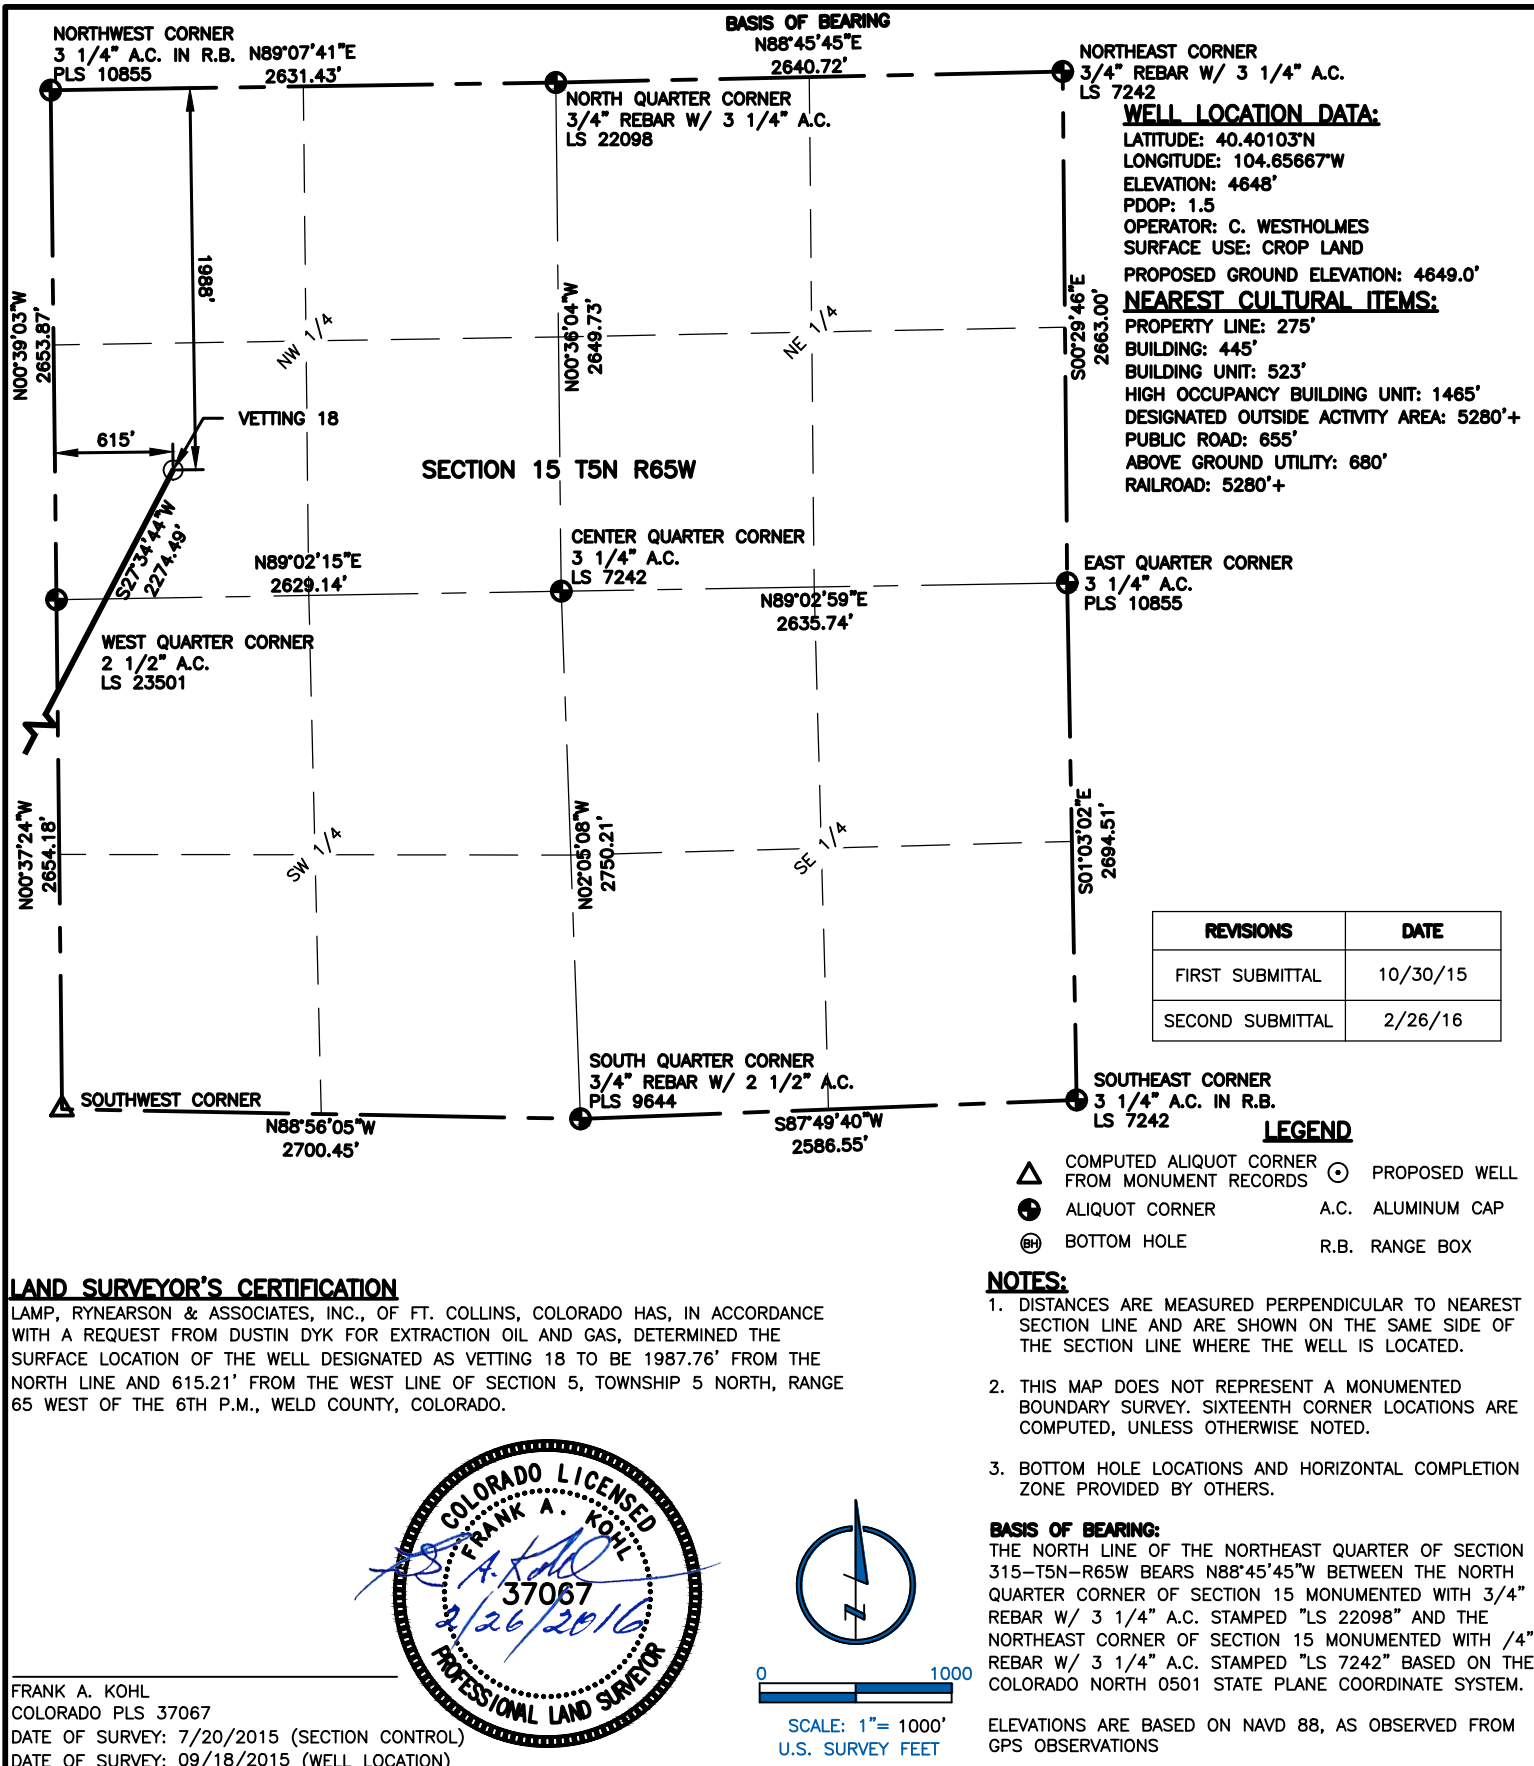 BASIS OF BEARING
N88°45'45"E
2640.72'
NORTHWEST CORNER
3 1/4" A.C. IN R.B.
PLS 10855
N89°07'41"E
2631.43'
NORTH QUARTER CORNER
3/4" REBAR W/ 3 1/4" A.C.
LS 22098
NORTHEAST CORNER
3/4" REBAR W/ 3 1/4" A.C.
LS 7242
WELL LOCATION DATA:
LATITUDE: 40.40103°N
LONGITUDE: 104.65667°W
ELEVATION: 4648'
PDOP: 1.5
OPERATOR: C. WESTHOLMES
SURFACE USE: CROP LAND
PROPOSED GROUND ELEVATION: 4649.0'
NEAREST CULTURAL ITEMS:
PROPERTY LINE: 275'
BUILDING: 445'
BUILDING UNIT: 523'
HIGH OCCUPANCY BUILDING UNIT: 1465'
DESIGNATED OUTSIDE ACTIVITY AREA: 5280'+
PUBLIC ROAD: 655'
ABOVE GROUND UTILITY: 680'
RAILROAD: 5280'+
1988'
N00°39'03"W
2653.87'
NW 1/4
N00°36'04"W
2649.73'
NE 1/4
S00°29'46"E
2663.00'
VETTING 18
615'
SECTION 15 T5N R65W
S27°34'44"W
2274.49'
N89°02'15"E
2629.14'
CENTER QUARTER CORNER
3 1/4" A.C.
LS 7242
N89°02'59"E
2635.74'
EAST QUARTER CORNER
3 1/4" A.C.
PLS 10855
WEST QUARTER CORNER
2 1/2" A.C.
LS 23501
N00°37'24"W
2654.18'
SW 1/4
N02°05'08"W
2750.21'
SE 1/4
S01°03'02"E
2694.51'
REVISIONS DATE
FIRST SUBMITTAL 10/30/15
SECOND SUBMITTAL 2/26/16
SOUTHWEST CORNER
N88°56'05"W
2700.45'
SOUTH QUARTER CORNER
3/4" REBAR W/ 2 1/2" A.C.
PLS 9644
S87°49'40"W
2586.55'
SOUTHEAST CORNER
3 1/4" A.C. IN R.B.
LS 7242
LEGEND
COMPUTED ALIQUOT CORNER
FROM MONUMENT RECORDS
PROPOSED WELL
ALIQUOT CORNER
A.C. ALUMINUM CAP
BH BOTTOM HOLE
R.B. RANGE BOX
LAND SURVEYOR'S CERTIFICATION
LAMP, RYNEARSON & ASSOCIATES, INC., OF FT. COLLINS, COLORADO HAS, IN ACCORDANCE
WITH A REQUEST FROM DUSTIN DYK FOR EXTRACTION OIL AND GAS, DETERMINED THE
SURFACE LOCATION OF THE WELL DESIGNATED AS VETTING 18 TO BE 1987.76' FROM THE
NORTH LINE AND 615.21' FROM THE WEST LINE OF SECTION 5, TOWNSHIP 5 NORTH, RANGE
65 WEST OF THE 6TH P.M., WELD COUNTY, COLORADO.
NOTES:
1. DISTANCES ARE MEASURED PERPENDICULAR TO NEAREST
SECTION LINE AND ARE SHOWN ON THE SAME SIDE OF
THE SECTION LINE WHERE THE WELL IS LOCATED.
2. THIS MAP DOES NOT REPRESENT A MONUMENTED
BOUNDARY SURVEY. SIXTEENTH CORNER LOCATIONS ARE
COMPUTED, UNLESS OTHERWISE NOTED.
3. BOTTOM HOLE LOCATIONS AND HORIZONTAL COMPLETION
ZONE PROVIDED BY OTHERS.
BASIS OF BEARING:
THE NORTH LINE OF THE NORTHEAST QUARTER OF SECTION
315-T5N-R65W BEARS N88°45'45"W BETWEEN THE NORTH
QUARTER CORNER OF SECTION 15 MONUMENTED WITH 3/4"
REBAR W/ 3 1/4" A.C. STAMPED "LS 22098" AND THE
NORTHEAST CORNER OF SECTION 15 MONUMENTED WITH /4"
REBAR W/ 3 1/4" A.C. STAMPED "LS 7242" BASED ON THE
COLORADO NORTH 0501 STATE PLANE COORDINATE SYSTEM.
ELEVATIONS ARE BASED ON NAVD 88, AS OBSERVED FROM
GPS OBSERVATIONS
COLORADO LICENSED
FRANK A. KOHL
A. Kohl
37067
2/26/2016
PROFESSIONAL LAND SURVEYOR
N
0 1000
SCALE: 1"= 1000'
U.S. SURVEY FEET
FRANK A. KOHL
COLORADO PLS 37067
DATE OF SURVEY: 7/20/2015 (SECTION CONTROL)
DATE OF SURVEY: 09/18/2015 (WELL LOCATION)